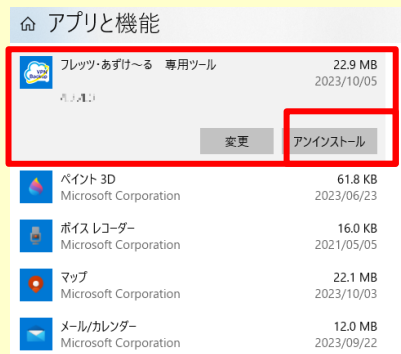 アプリと機能
フレッツ・あずけ～る　専用ツール 22.9 MB
2023/10/05
変更 アンインストール
ペイント 3D 61.8 KB
Microsoft Corporation 2023/06/23
ボイス レコーダー 16.0 KB
Microsoft Corporation 2021/05/05
マップ 22.1 MB
Microsoft Corporation 2023/10/03
メール/カレンダー 12.0 MB
Microsoft Corporation 2023/09/22